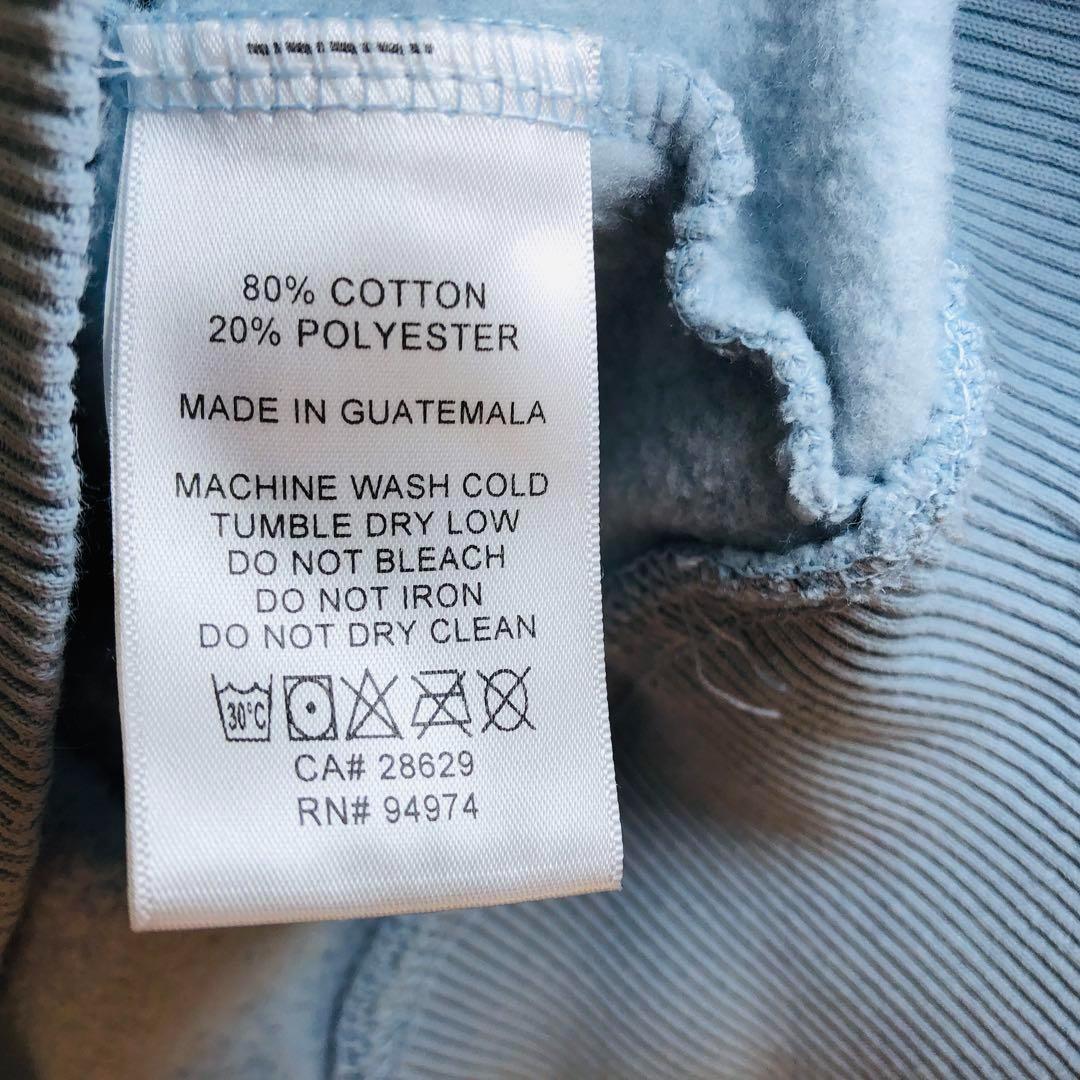 80% COTTON
20% POLYESTER
MADE IN GUATEMALA
MACHINE WASH COLD
TUMBLE DRY LOW
DO NOT BLEACH
DO NOT IRON
DO NOT DRY CLEAN
30°C
CA# 28629
RN# 94974